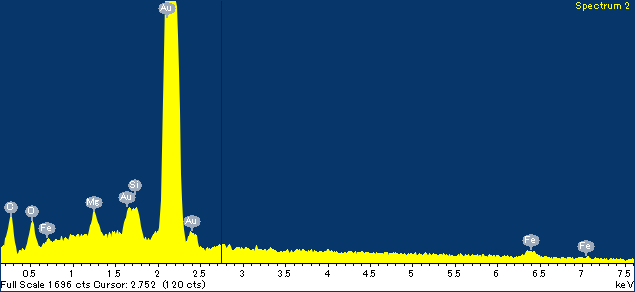 Spectrum 2
Au
Si
Au
Mg
O
O
Fe
Au
Fe
Fe
0.5 1 1.5 2 2.5 3 3.5 4 4.5 5 5.5 6 6.5 7 7.5
Full Scale 1696 cts Cursor: 2.752 (120 cts) keV